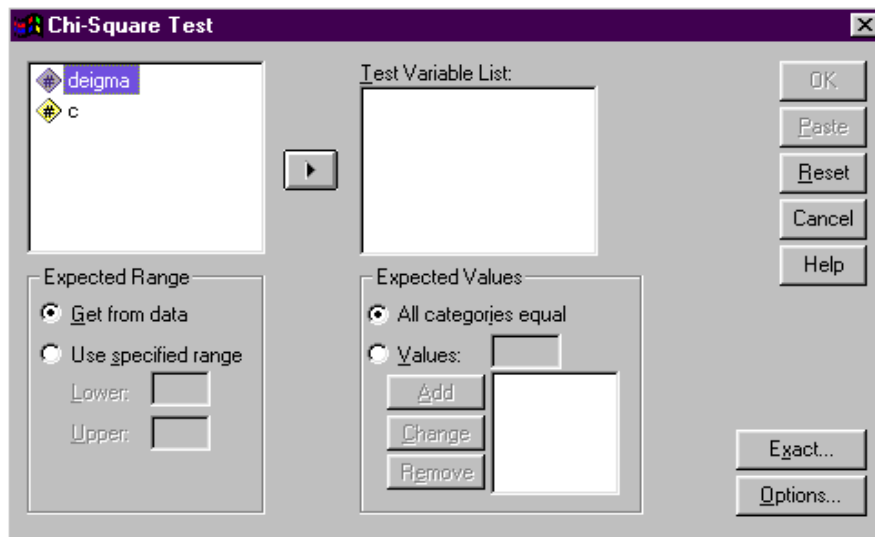 Chi-Square Test
# deigma
# c
Test Variable List:
OK
Paste
Reset
Cancel
Help
Expected Range
Get from data
Use specified range
Lower:
Upper:
Expected Values
All categories equal
Values:
Add
Change
Remove
Exact...
Options...